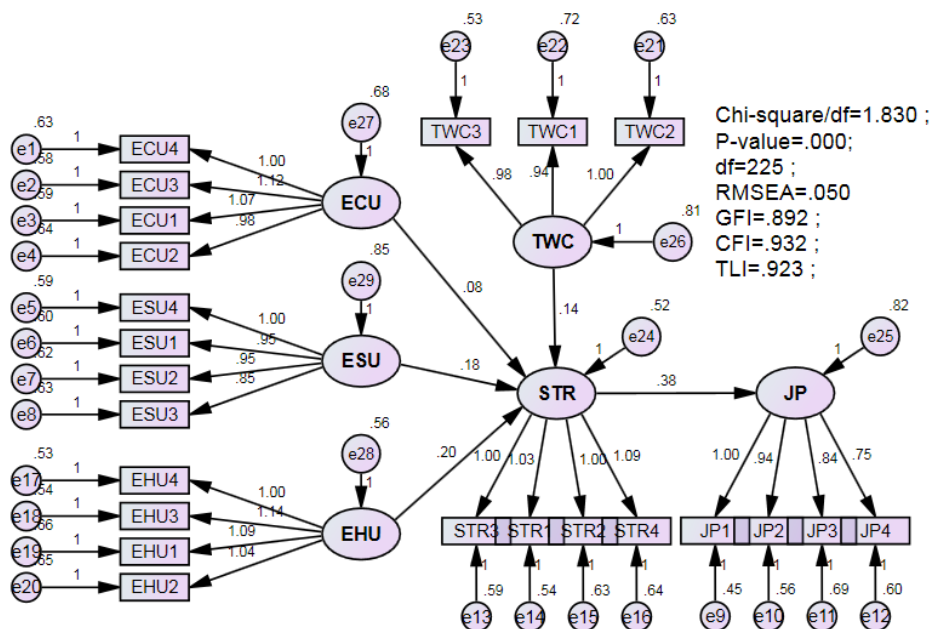 .53
.72
.63
e23
e22
e21
1
1
1
TWC3
TWC1
TWC2
.98
.94
1.00
TWC
1
.81
e26
Chi-square/df=1.830 ;
P-value=.000;
df=225 ;
RMSEA=.050
GFI=.892 ;
CFI=.932 ;
TLI=.923 ;
.63
e1
1
ECU4
.58
e2
1
ECU3
.59
e3
1
ECU1
.64
e4
1
ECU2
1.00
1.12
1.07
.98
.68
e27
1
ECU
.08
.59
e5
1
ESU4
.60
e6
1
ESU1
.62
e7
1
ESU2
.63
e8
1
ESU3
1.00
.95
.95
.85
.85
e29
1
ESU
.18
.53
e17
1
EHU4
.54
e18
1
EHU3
.66
e19
1
EHU1
.65
e20
1
EHU2
1.00
1.14
1.09
1.04
.56
e28
1
EHU
.20
.14
.52
e24
1
STR
.38
.82
e25
1
JP
1.00
1.03
1.00
1.09
STR3
STR1
STR2
STR4
1
1
1
1
.59
.54
.63
.64
e13
e14
e15
e16
1.00
.94
.84
.75
JP1
JP2
JP3
JP4
1
1
1
1
.45
.56
.69
.60
e9
e10
e11
e12